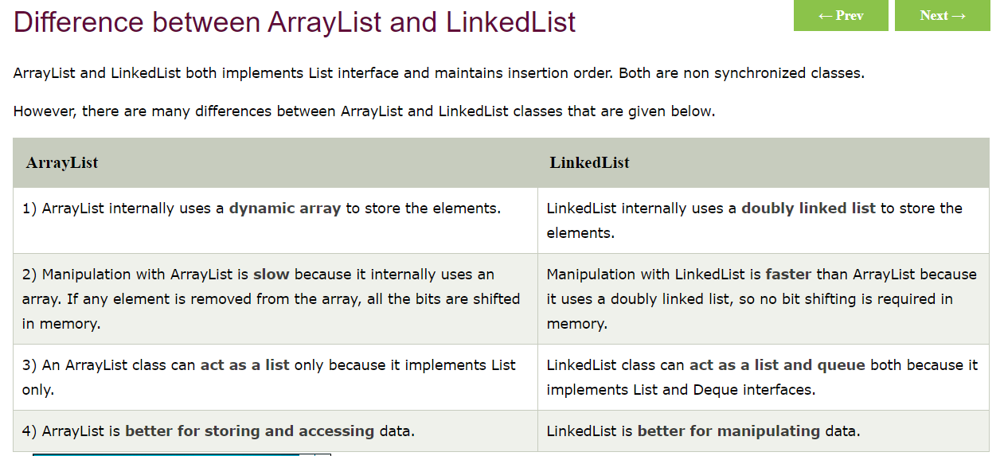 Difference between ArrayList and LinkedList
← Prev
Next →
ArrayList and LinkedList both implements List interface and maintains insertion order. Both are non synchronized classes.
However, there are many differences between ArrayList and LinkedList classes that are given below.
ArrayList
LinkedList
1) ArrayList internally uses a dynamic array to store the elements.
LinkedList internally uses a doubly linked list to store the
elements.
2) Manipulation with ArrayList is slow because it internally uses an
array. If any element is removed from the array, all the bits are shifted
in memory.
Manipulation with LinkedList is faster than ArrayList because
it uses a doubly linked list, so no bit shifting is required in
memory.
3) An ArrayList class can act as a list only because it implements List
only.
LinkedList class can act as a list and queue both because it
implements List and Deque interfaces.
4) ArrayList is better for storing and accessing data.
LinkedList is better for manipulating data.